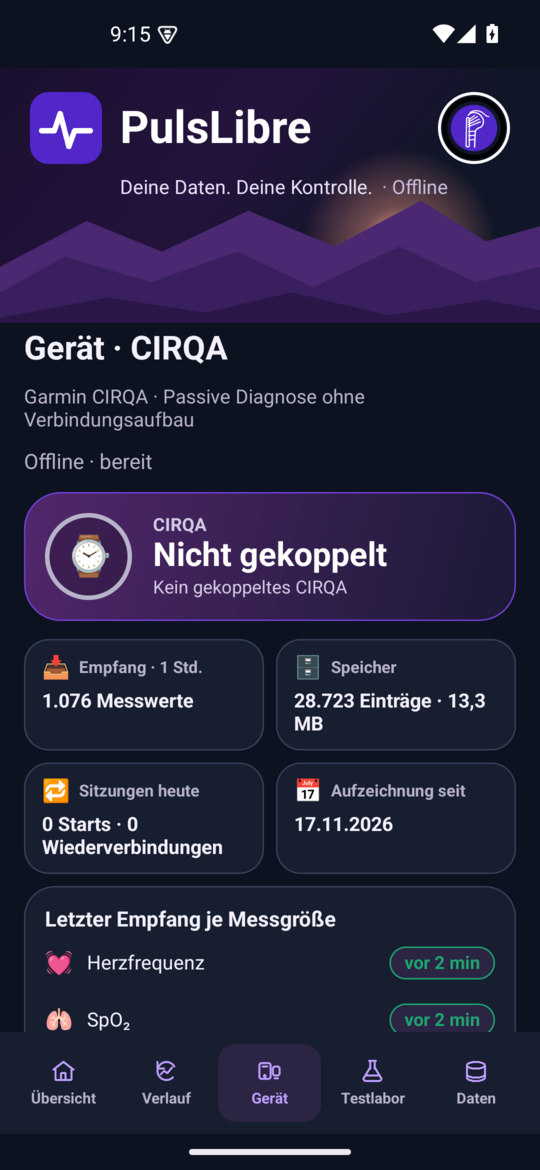 9:15
PulsLibre
Deine Daten. Deine Kontrolle. · Offline
Gerät · CIRQA
Garmin CIRQA · Passive Diagnose ohne
Verbindungsaufbau
Offline · bereit
CIRQA
Nicht gekoppelt
Kein gekoppeltes CIRQA
Empfang · 1 Std.
1.076 Messwerte
Speicher
28.723 Einträge · 13,3
MB
Sitzungen heute
0 Starts · 0
Wiederverbindungen
July
17
Aufzeichnung seit
17.11.2026
Letzter Empfang je Messgröße
Herzfrequenz
vor 2 min
SpO₂
vor 2 min
Übersicht
Verlauf
Gerät
Testlabor
Daten